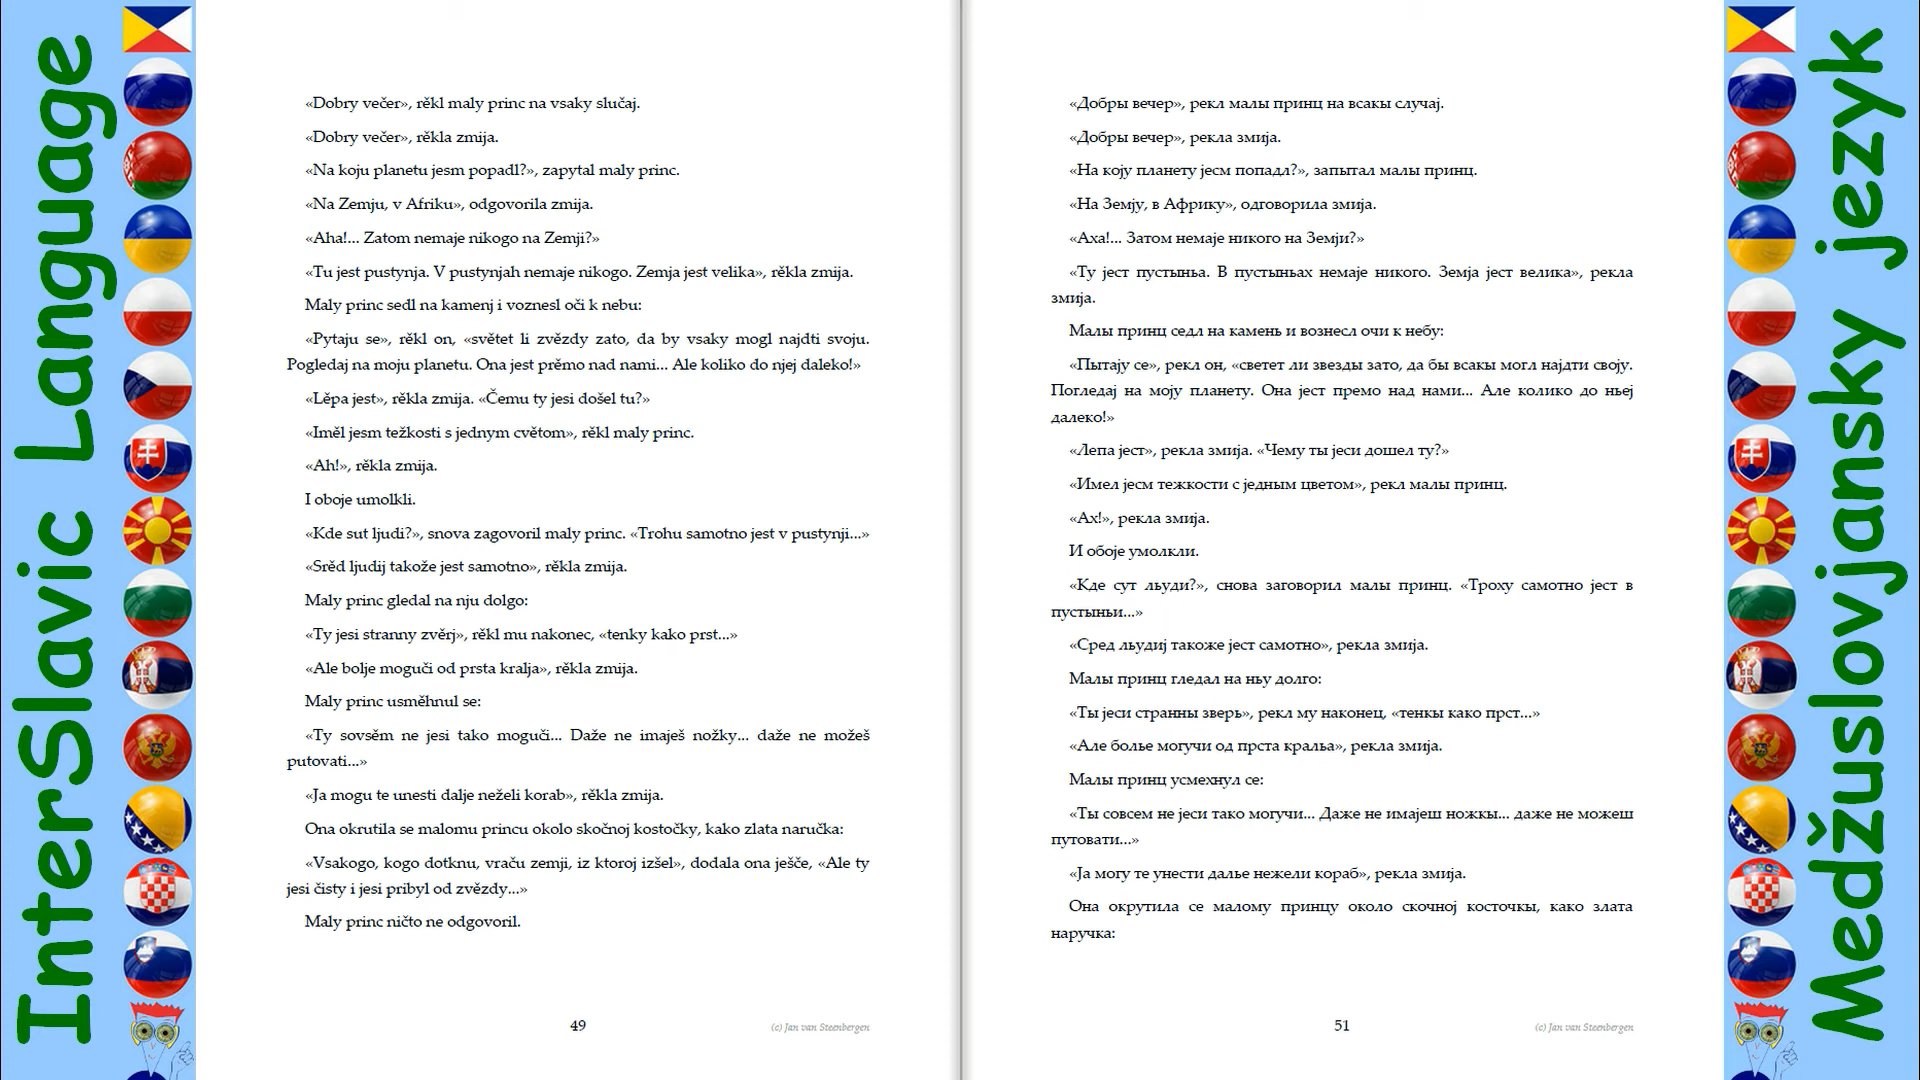 InterSlavic Language
«Dobry večer», rěkl maly princ na vsaky slučaj.
«Dobry večer», rěkla zmija.
«Na koju planetu jesm popadl?», zapytal maly princ.
«Na Zemju, v Afriku», odgovorila zmija.
«Aha!... Zatom nemaje nikogo na Zemji?»
«Tu jest pustynja. V pustynjah nemaje nikogo. Zemja jest velika», rěkla zmija.
Maly princ sedl na kamenj i voznesl oči k nebu:
«Pytaju se», rěkl on, «světet li zvězdy zato, da by vsaky mogl najdti svoju.
Pogledaj na moju planetu. Ona jest prěmo nad nami... Ale koliko do njej daleko!»
«Lěpa jest», rěkla zmija. «Čemu ty jesi došel tu?»
«Iměl jesm težkosti s jednym cvětom», rěkl maly princ.
«Ah!», rěkla zmija.
I oboje umolkli.
«Kde sut ljudi?», snova zagovoril maly princ. «Trohu samotno jest v pustynji...»
«Srěd ljudij takože jest samotno», rěkla zmija.
Maly princ gledal na nju dolgo:
«Ty jesi stranny zvěrj», rěkl mu nakonec, «tenky kako prst...»
«Ale bolje moguči od prsta kralja», rěkla zmija.
Maly princ usměhnul se:
«Ty sovsěm ne jesi tako moguči... Daže ne imaješ nožky... daže ne možeš
putovati...»
«Ja mogu te unesti dalje neželi korab», rěkla zmija.
Ona okrutila se malomu princu okolo skočnoj kostočky, kako zlata naručka:
«Vsakogo, kogo dotknu, vraču zemji, iz ktoroj izšel», dodala ona ješče, «Ale ty
jesi čisty i jesi pribyl od zvězdy...»
Maly princ ničto ne odgovoril.
49
(c) Jan van Steenbergen
«Добры вечер», рекл малы принц на всакы случај.
«Добры вечер», рекла змија.
«На коју планету јесм попадл?», запытал малы принц.
«На Земју, в Африку», одговорила змија.
«Аха!... Затом немаје никого на Земји?»
«Ту јест пустыньа. В пустыньах немаје никого. Земја јест велика», рекла
змија.
Малы принц седл на камень и вознесл очи к небу:
«Пытају се», рекл он, «светет ли звезды зато, да бы всакы могл најдти своју.
Погледај на моју планету. Она јест премо над нами... Але колико до ньеј
далеко!»
«Лепа јест», рекла змија. «Чему ты јеси дошел ту?»
«Имел јесм тежкости с једным цветом», рекл малы принц.
«Ах!», рекла змија.
И обоје умолкли.
«Кде сут льуди?», снова заговорил малы принц. «Троху самотно јест в
пустыньи...»
«Сред льудиј такоже јест самотно», рекла змија.
Малы принц гледал на ньу долго:
«Ты јеси странны зверь», рекл му наконец, «тенкы како прст...»
«Але болье могучи од прста кральа», рекла змија.
Малы принц усмехнул се:
«Ты совсем не јеси тако могучи... Даже не имајеш ножкы... даже не можеш
путовати...»
«Ја могу те унести далье нежели кораб», рекла змија.
Она окрутила се малому принцу около скочној косточкы, како злата
наручка:
51
(c) Jan van Steenbergen
Medžuslovjansky jezyk